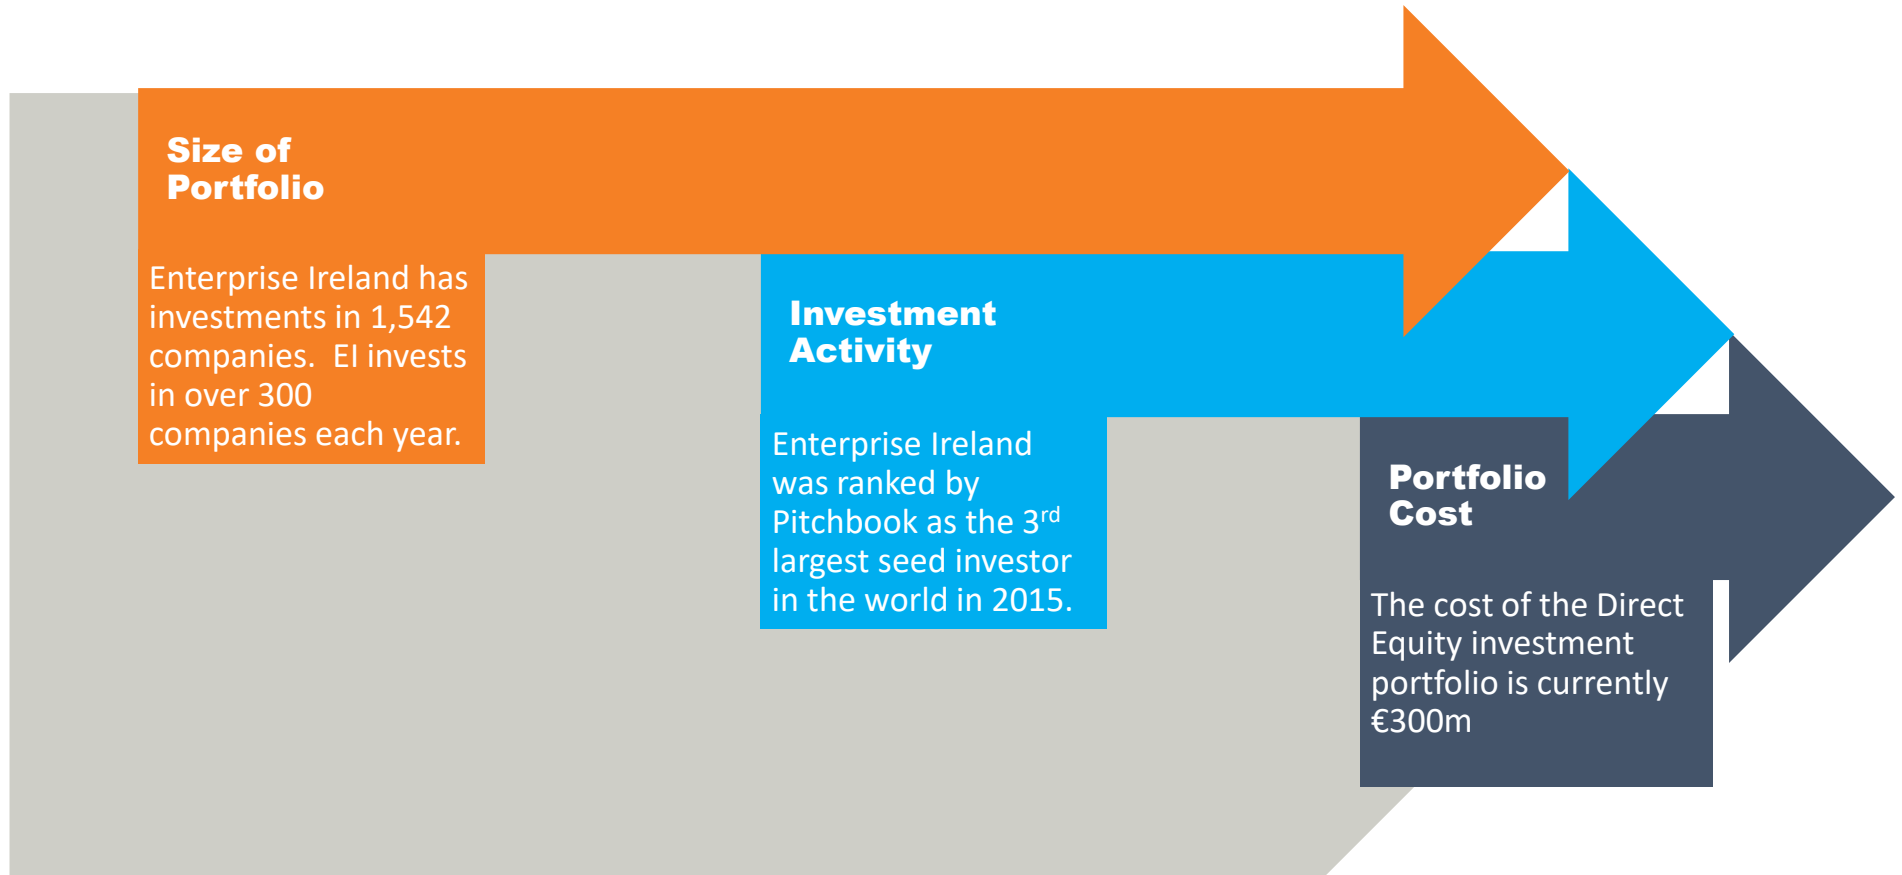 Size of
Portfolio
Enterprise Ireland has
investments in 1,542
companies.  EI invests
in over 300
companies each year.
Investment
Activity
Enterprise Ireland
was ranked by
Pitchbook as the 3rd
largest seed investor
in the world in 2015.
Portfolio
Cost
The cost of the Direct
Equity investment
portfolio is currently
€300m